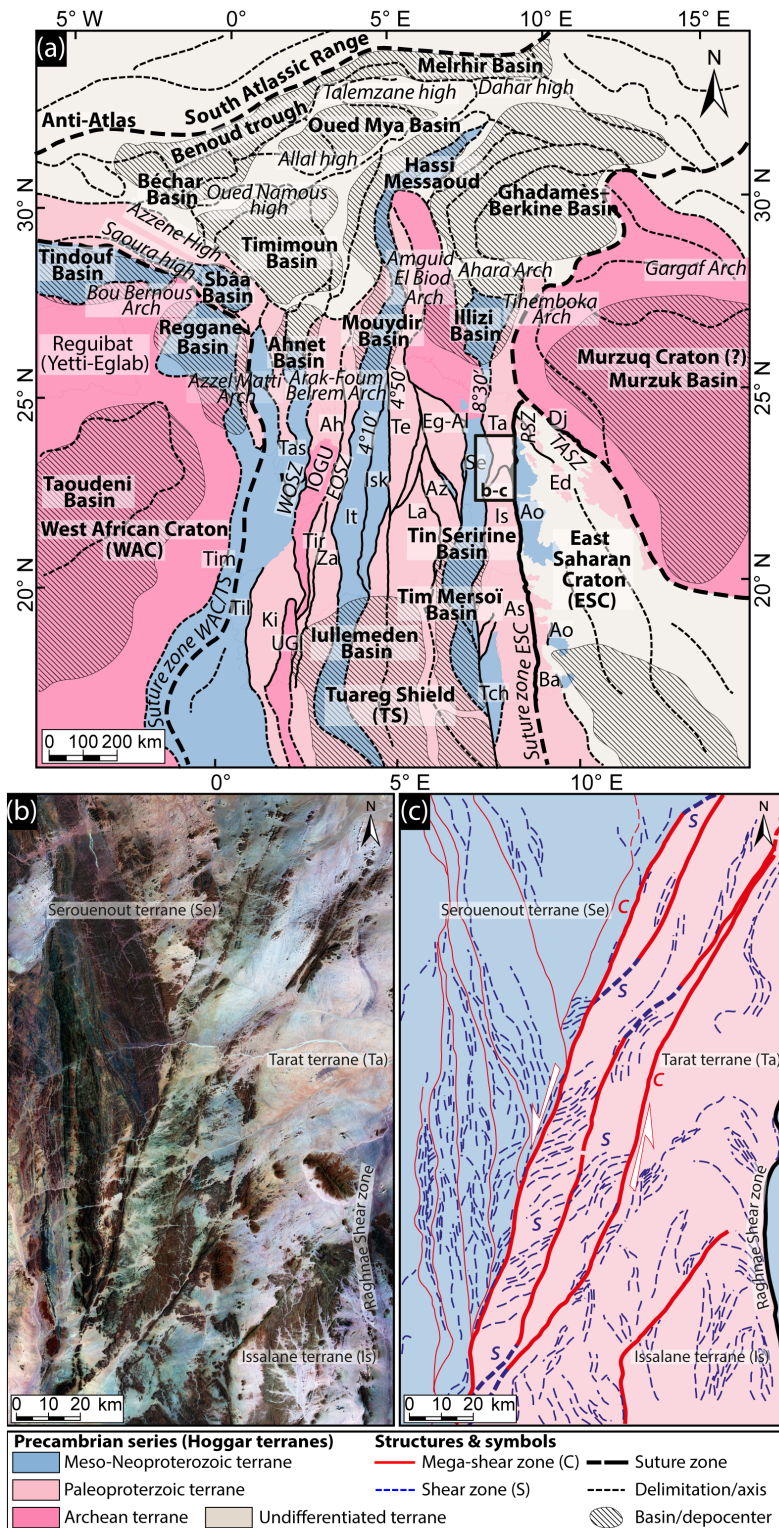 (a)
5° W
0°
5° E
10° E
15° E
N
South Atlassic Range
Melrhir Basin
Talemzane high
Dahar high
Anti-Atlas
Benoud trough
Oued Mya Basin
Allal high
Hassi
Messaoud
Béchar
Basin
Oued Namous
high
Ghadamès-
Berkine Basin
30° N
30° N
Azzene High
Saoura high
Timimoun
Basin
Tindouf
Basin
Sbâa
Basin
Amguid
El Biod
Arch
Ahara Arch
Gargaf Arch
Bou Bernous
Arch
Tihemboka
Arch
Reguibat
(Yetti-Eglab)
Reggane
Basin
Ahnet
Basin
Mouydir
Basin
Illizi
Basin
Murzuq Craton (?)
Murzuk Basin
Azzel Matti
Arch
Arak-Foum
Belrem Arch
4°50'
8°30'
25° N
25° N
Ah
4°10'
Te
Eg-Al
Ta
RSZ
Dj
TASZ
Tas
WOSZ
IOGU
EOSZ
Isk
Az
Se
b-c
Ed
Taoudeni
Basin
It
La
Is
Ao
West African Craton
(WAC)
Tir
Za
Tin Seririne
Basin
East
Saharan
Craton
(ESC)
Tim
20° N
20° N
Til
Ki
UGI
Tim Mersoï
Basin
As
Iullemeden
Basin
Ao
Suture zone WAC/TS
Tuareg Shield
(TS)
Tch
Suture zone ESC
Ba
0 100 200 km
0°
5° E
10° E
(b)
N
Serouenout terrane (Se)
Tarat terrane (Ta)
Raghnae Shear zone
Issalane terrane (Is)
0 10 20 km
(c)
N
S
Serouenout terrane (Se)
C
S
Tarat terrane (Ta)
C
S
S
Raghnae Shear zone
S
Issalane terrane (Is)
0 10 20 km
Precambrian series (Hoggar terranes)
Meso-Neoproterozoic terrane
Paleoproterzoic terrane
Archean terrane
Undifferentiated terrane
Structures & symbols
Mega-shear zone (C)
Shear zone (S)
Suture zone
Delimitation/axis
Basin/depocenter